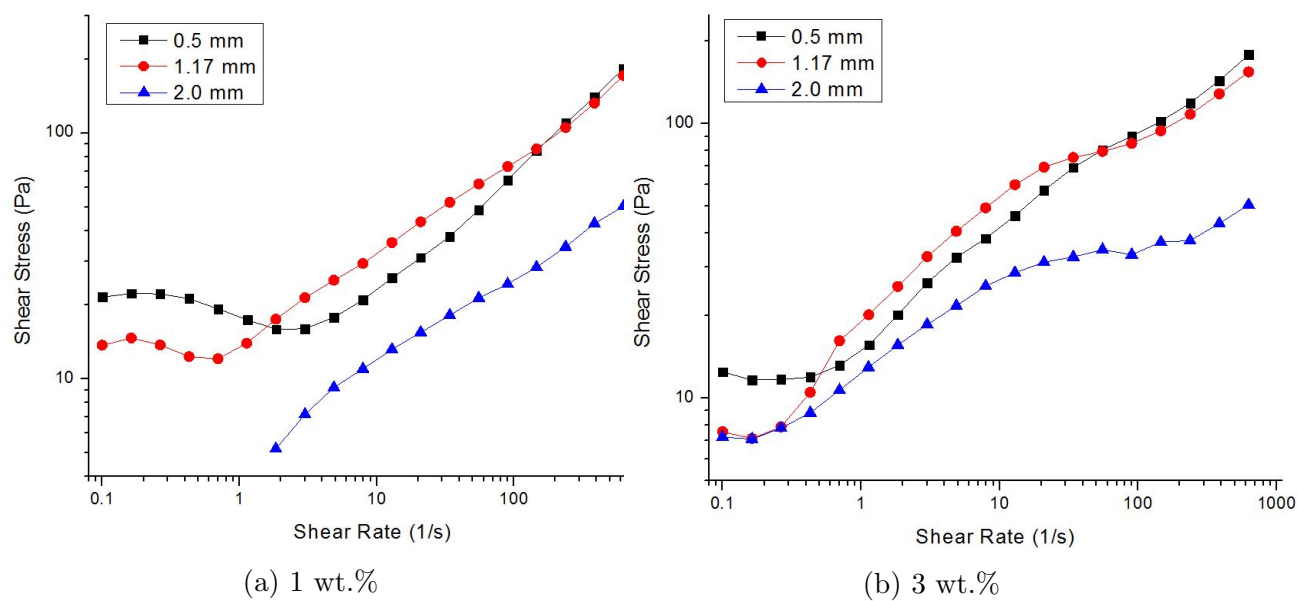 0.5 mm
1.17 mm
2.0 mm
100
10
Shear Stress (Pa)
0.1 1 10 100
Shear Rate (1/s)
(a) 1 wt.%
0.5 mm
1.17 mm
2.0 mm
100
10
Shear Stress (Pa)
0.1 1 10 100 1000
Shear Rate (1/s)
(b) 3 wt.%